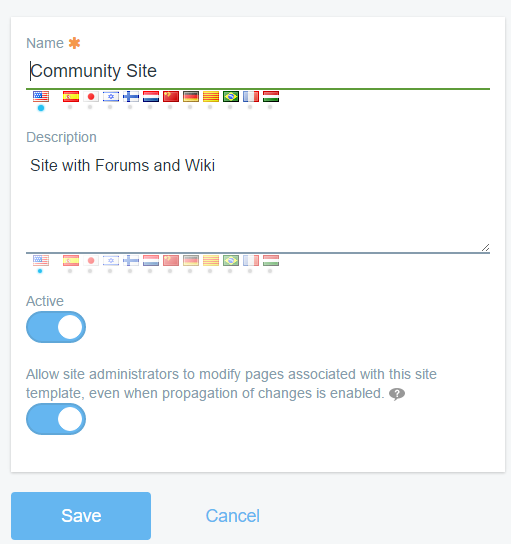 Name
Community Site
Description
Site with Forums and Wiki
Active
Allow site administrators to modify pages associated with this site
template, even when propagation of changes is enabled.
Save Cancel